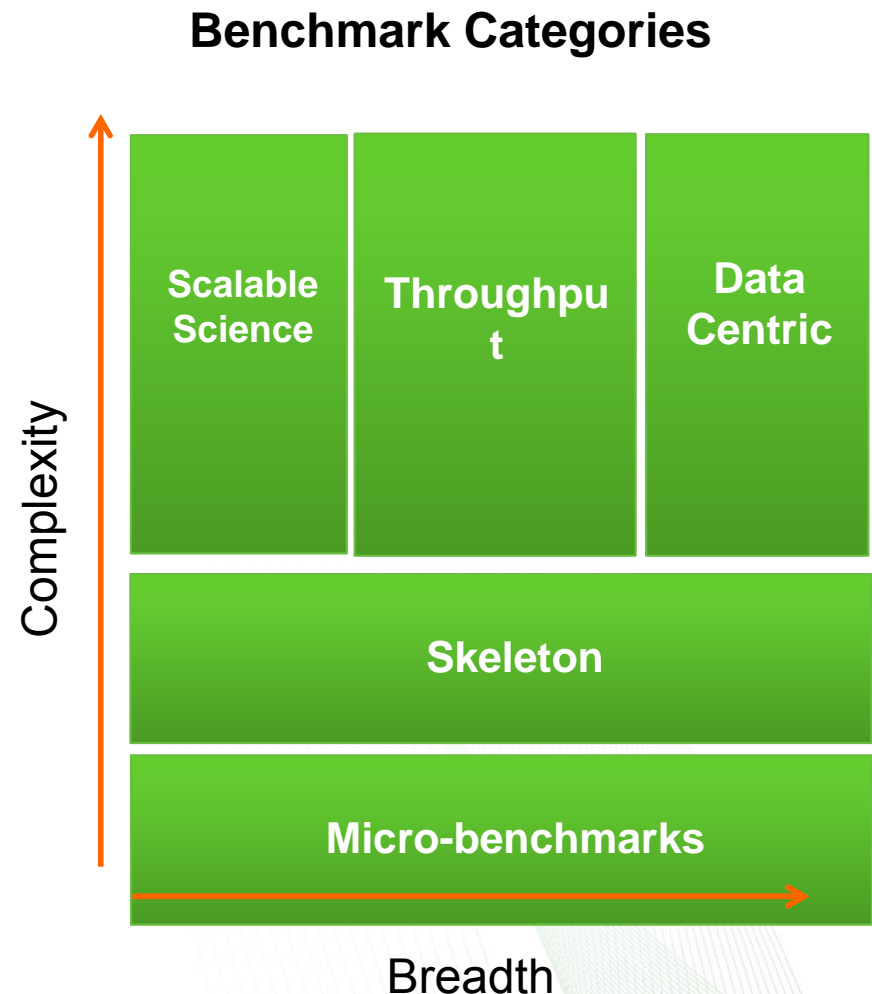 Benchmark Categories
Scalable
Science
Throughpu
t
Data
Centric
Complexity
Skeleton
Micro-benchmarks
Breadth